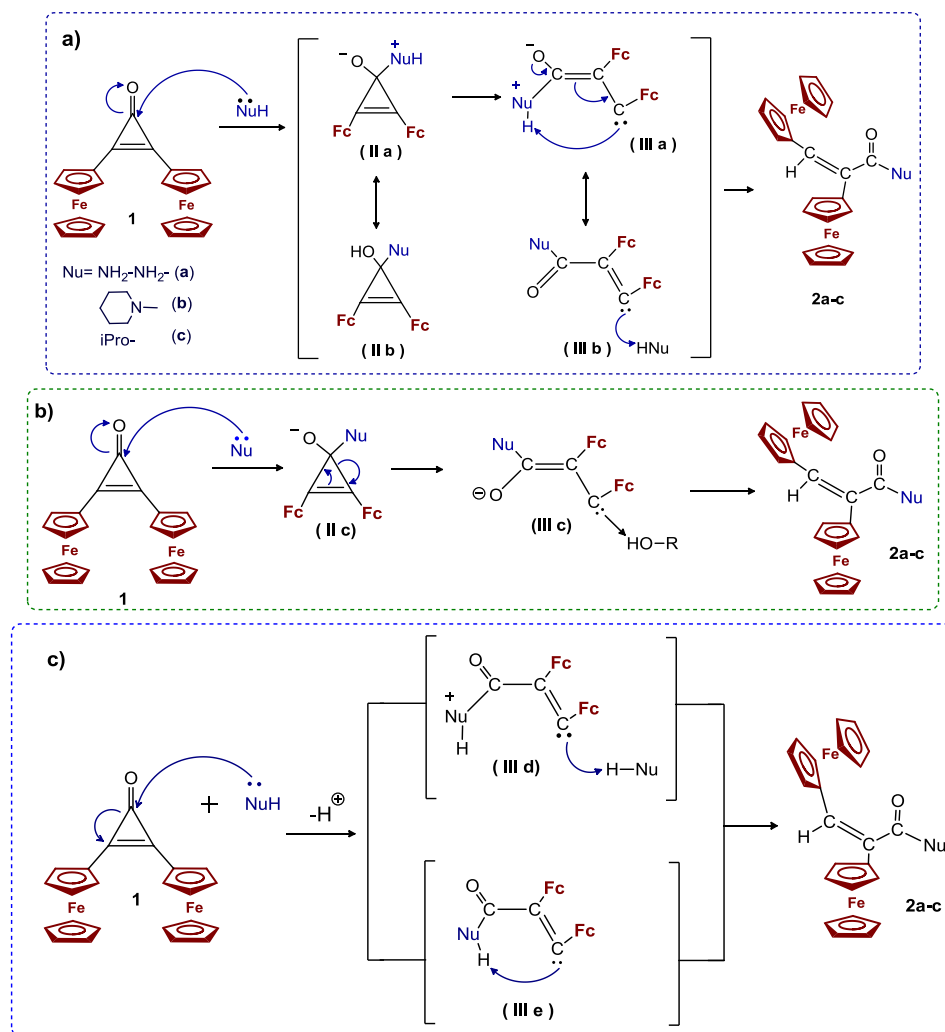 a)
O
NuH
Fe Fe
1
Nu= NH2-NH2- (a)
N (b)
iPro- (c)
−O +NuH
Fc Fc
(II a)
HO Nu
Fc Fc
(II b)
−O Fc
C C
+Nu C Fc
H
(III a)
Nu Fc
C C
O C Fc
(III b) HNu
Fe
O
H C C C
Nu
Fe
2a-c
b)
O
Nu
Fe Fe
1
−O Nu
Fc Fc
(II c)
Nu Fc
C C
⊖O C Fc
(III c)
HO–R
Fe
O
H C C C
Nu
Fe
2a-c
c)
O
+ NuH
Fe Fe
1
-H⊕
O Fc
C C
+Nu C Fc
H
(III d) H–Nu
O Fc
C C
Nu C Fc
H
(III e)
Fe
O
H C C C
Nu
Fe
2a-c